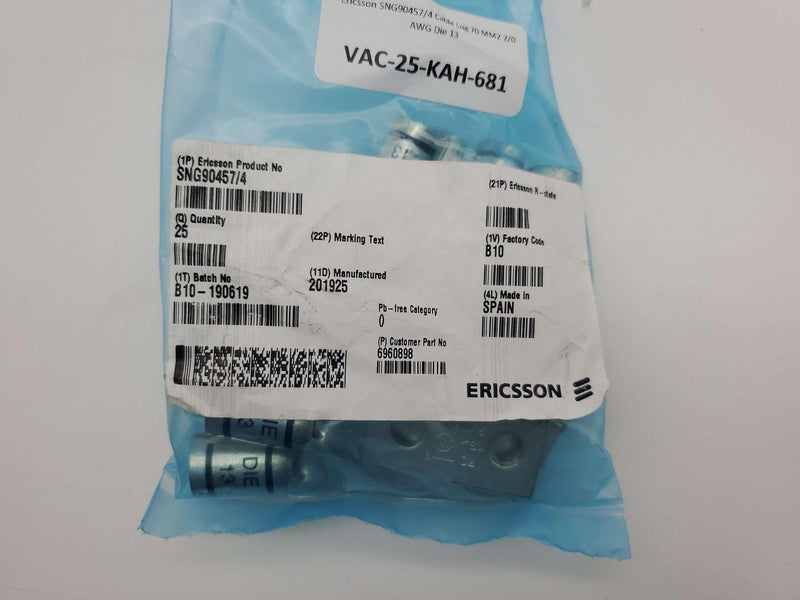 Ericsson SNG90457/4 Cable Lug 70 MM2 2/0
AWG Die 13
VAC-25-KAH-681
(1P) Ericsson Product No
SNG90457/4
(21P) Ericsson R-state
(Q) Quantity
25
(22P) Marking Text
(1V) Factory Code
B10
(1T) Batch No
B10-190619
(11D) Manufactured
201925
(4L) Made in
SPAIN
Pb-free Category
()
(P) Customer Part No
6960898
ERICSSON
DIE
13
DIE
13